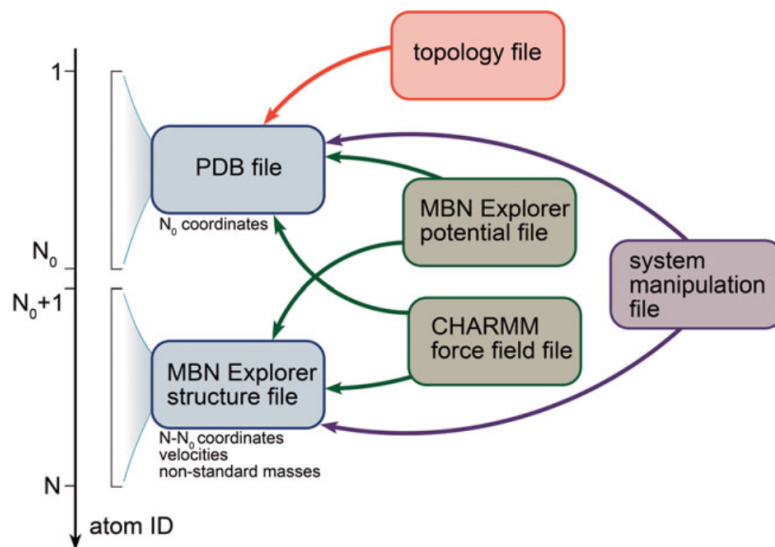 topology file
1
PDB file
N₀ coordinates
MBN Explorer
potential file
N₀
N₀+1
system
manipulation
file
CHARMM
force field file
MBN Explorer
structure file
N-N₀ coordinates
velocities
non-standard masses
N
atom ID